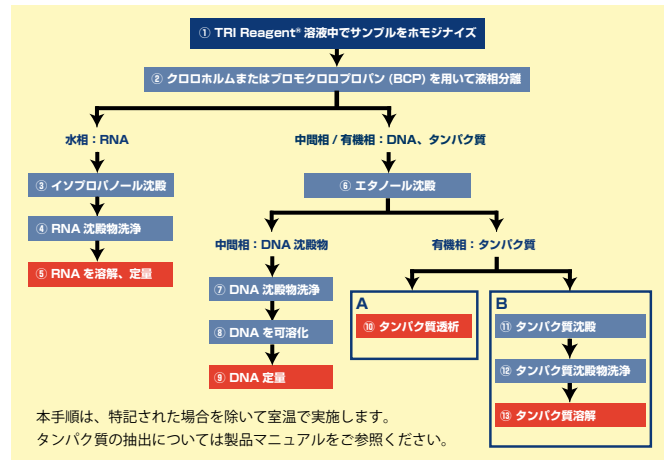 ① TRI Reagent® 溶液中でサンプルをホモジナイズ
② クロロホルムまたはブロモクロロプロパン (BCP) を用いて液相分離
水相：RNA
中間相 / 有機相：DNA、タンパク質
③ イソプロパノール沈殿
⑥ エタノール沈殿
④ RNA 沈殿物洗浄
中間相：DNA 沈殿物
有機相：タンパク質
⑤ RNA を溶解、定量
⑦ DNA 沈殿物洗浄
⑧ DNA を可溶化
⑨ DNA 定量
A
⑩ タンパク質透析
B
⑪ タンパク質沈殿
⑫ タンパク質沈殿物洗浄
⑬ タンパク質溶解
本手順は、特記された場合を除いて室温で実施します。
タンパク質の抽出については製品マニュアルをご参照ください。